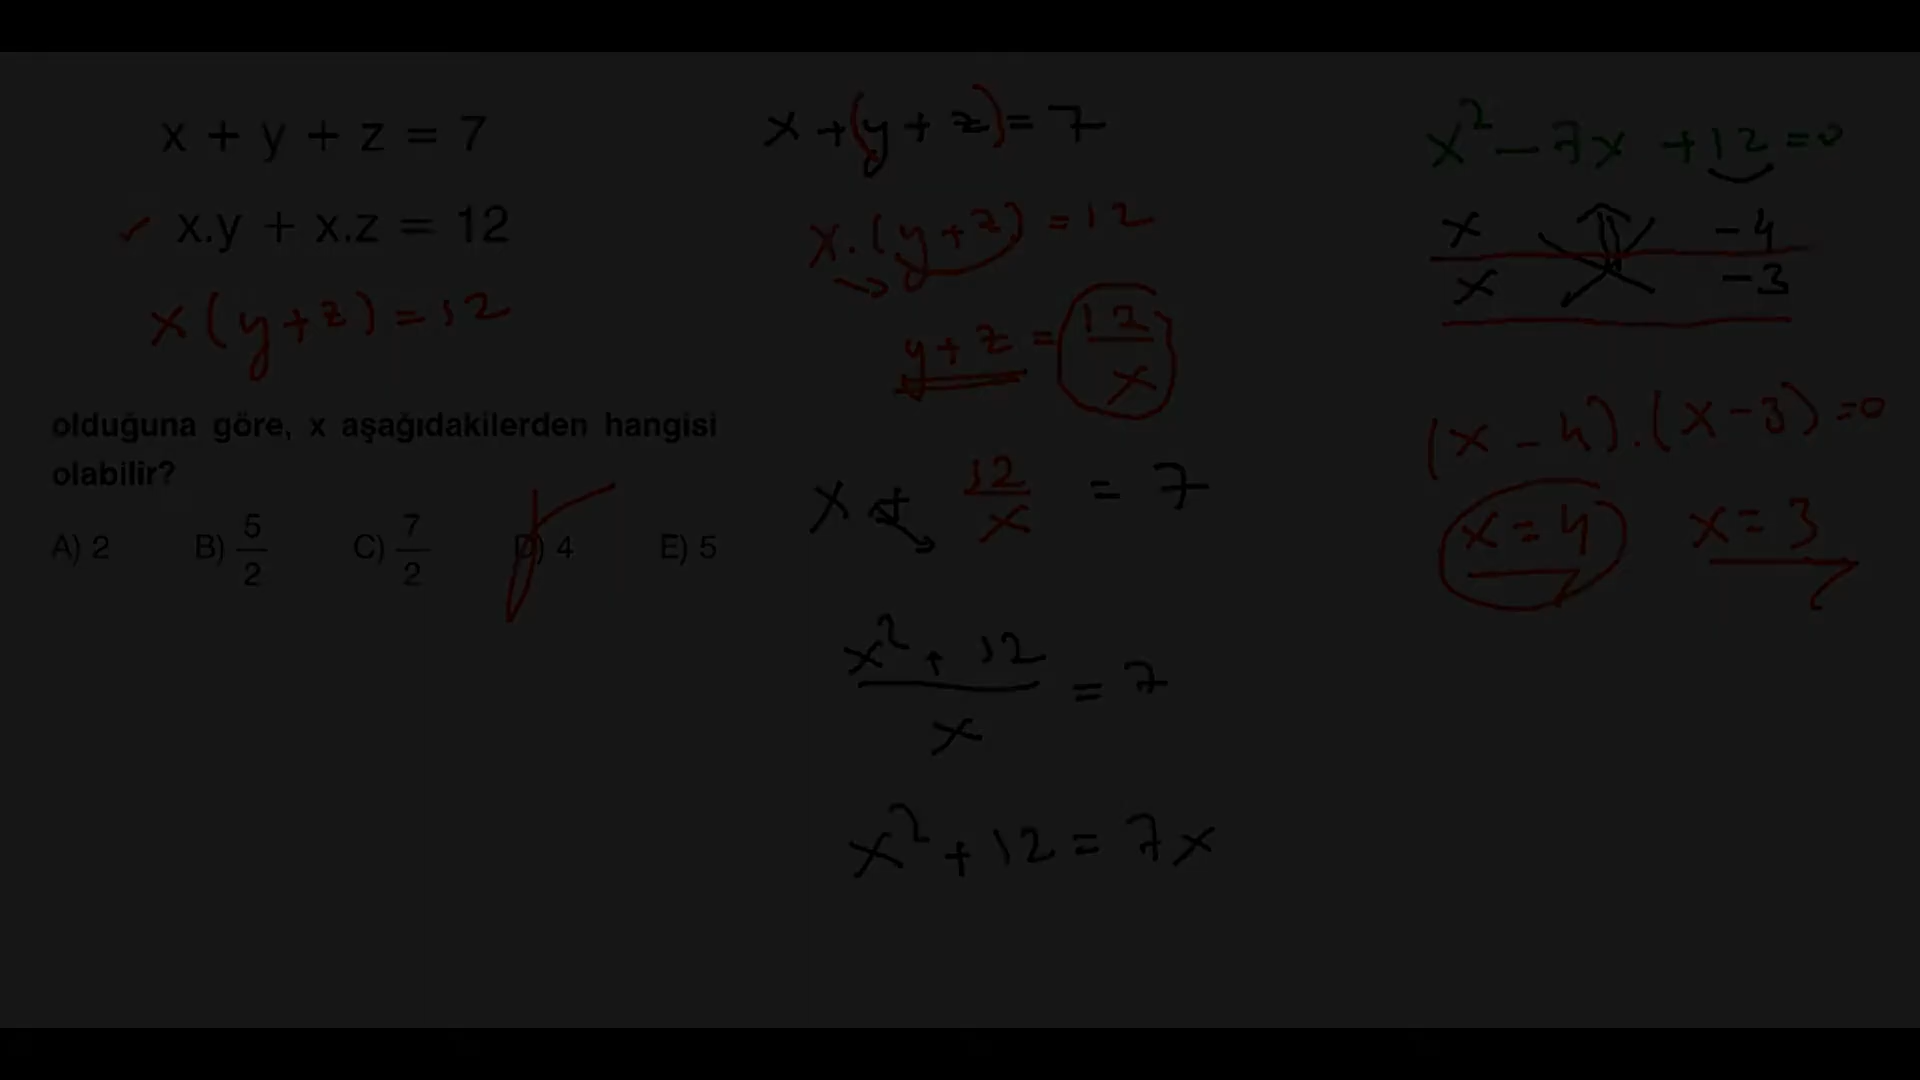 x + y + z = 7
x.y + x.z = 12
x(y+z) = 12
olduğuna göre, x aşağıdakilerden hangisi
olabilir?
A) 2 B) 5/2 C) 7/2 D) 4 E) 5
x+(y+z)=7
x.(y+z)=12
y+z = 12/x
x + 12/x = 7
x²+12/x = 7
x²+12=7x
x²-7x+12=0
x -4
x -3
(x-4).(x-3)=0
x=4 x=3